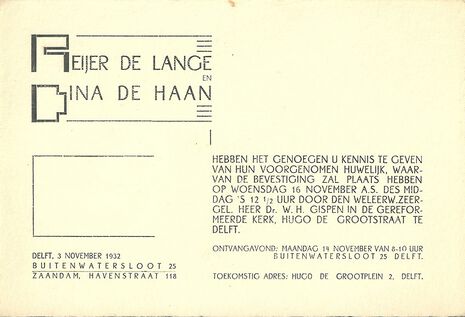 REIJER DE LANGE
EN
DINA DE HAAN
HEBBEN HET GENOEGEN U KENNIS TE GEVEN
VAN HUN VOORGENOMEN HUWELIJK, WAAR-
VAN DE BEVESTIGING ZAL PLAATS HEBBEN
OP WOENSDAG 16 NOVEMBER A.S. DES MID-
DAG 'S 12 1/2 UUR DOOR DEN WELEERW. ZEER-
GEL. HEER Dr. W. H. GISPEN IN DE GEREFOR-
MEERDE KERK, HUGO DE GROOTSTRAAT TE
DELFT.
ONTVANGAVOND: MAANDAG 14 NOVEMBER VAN 8-10 UUR
BUITENWATERSLOOT 25 DELFT.
TOEKOMSTIG ADRES: HUGO DE GROOTPLEIN 2, DELFT.
DELFT, 3 NOVEMBER 1932
BUITENWATERSLOOT 25
ZAANDAM, HAVENSTRAAT 118